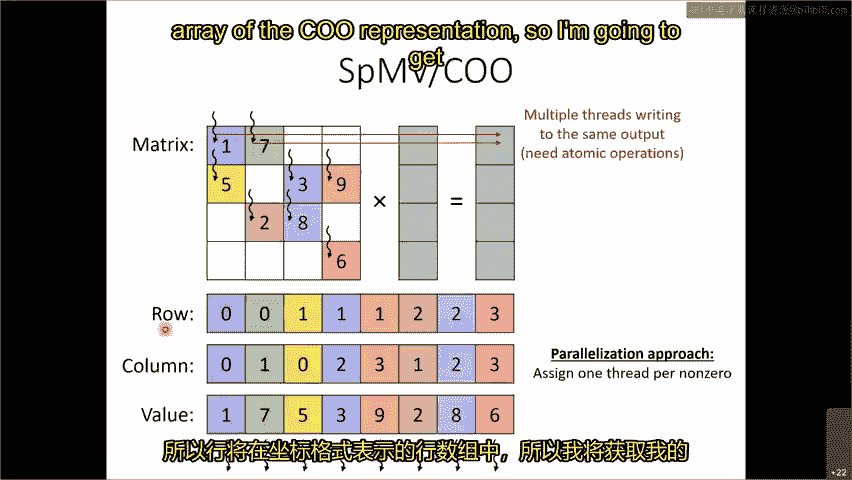 array of the COO representation, so I'm going to
get
SpMV/COO
Multiple threads writing
to the same output
(need atomic operations)
Matrix:
1 7
5 3 9
2 8
6
× =
Row: 0 0 1 1 1 2 2 3
Column: 0 1 0 2 3 1 2 3
Value: 1 7 5 3 9 2 8 6
Parallelization approach:
Assign one thread per nonzero
所以行将在坐标格式表示的行数组中，所以我将获取我的
+22